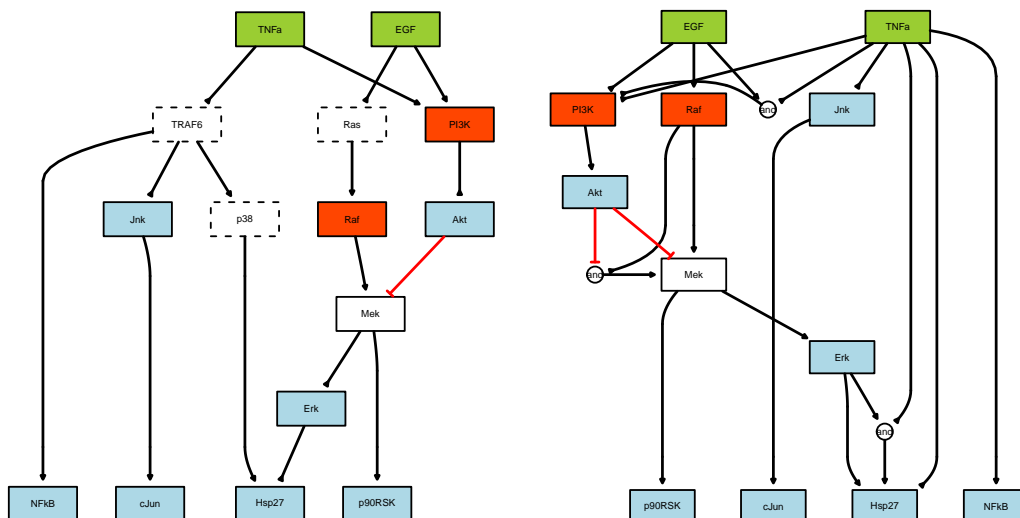 TNFa
EGF
TRAF6
Ras
PI3K
Jnk
p38
Raf
Akt
Mek
Erk
NFkB
cJun
Hsp27
p90RSK
EGF
TNFa
PI3K
Raf
and
Jnk
Akt
and
Mek
Erk
and
p90RSK
cJun
Hsp27
NFkB